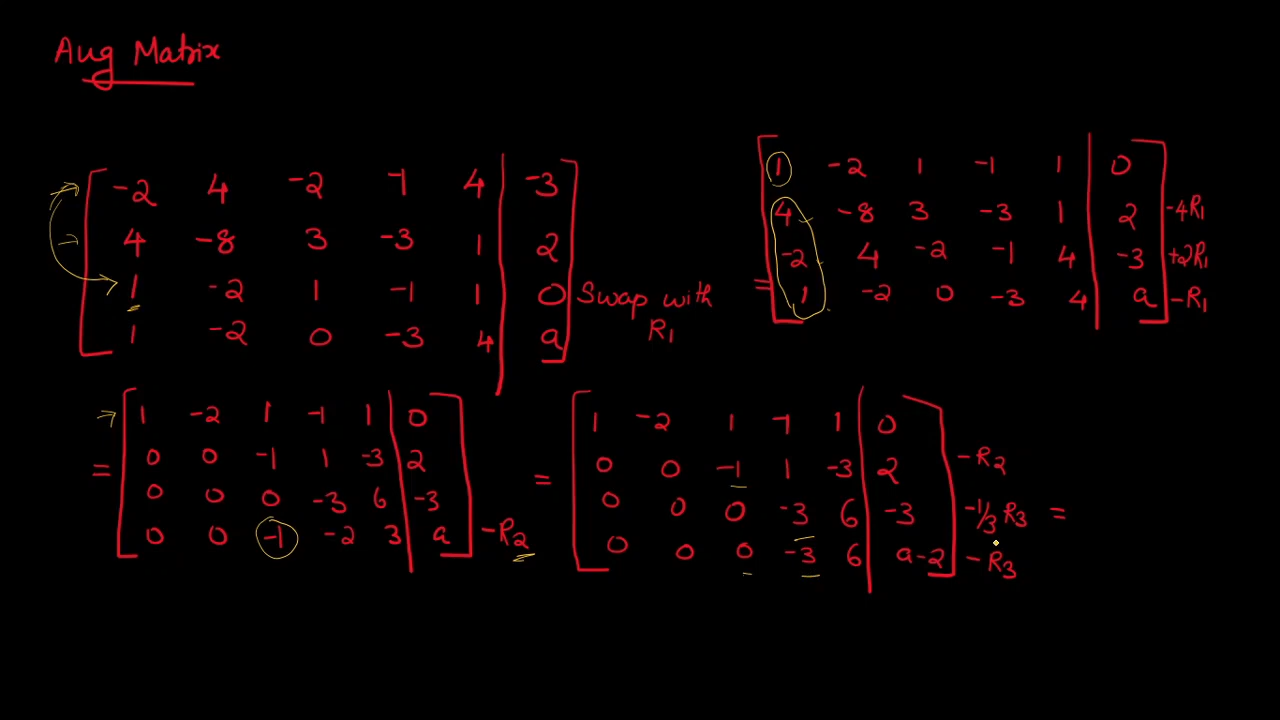 Aug Matrix
-2 4 -2 -1 4 -3
4 -8 3 -3 1 2
1 -2 1 -1 1 0 Swap with R1
1 -2 0 -3 4 a
= 1 -2 1 -1 1 0
4 -8 3 -3 1 2 -4R1
-2 4 -2 -1 4 -3 +2R1
1 -2 0 -3 4 a -R1
= 1 -2 1 -1 1 0
0 0 -1 1 -3 2
0 0 0 -3 6 -3
0 0 -1 -2 3 a -R2
= 1 -2 1 -1 1 0
0 0 -1 1 -3 2 -R2
0 0 0 -3 6 -3 -1/3 R3 =
0 0 0 -3 6 a-2 -R3